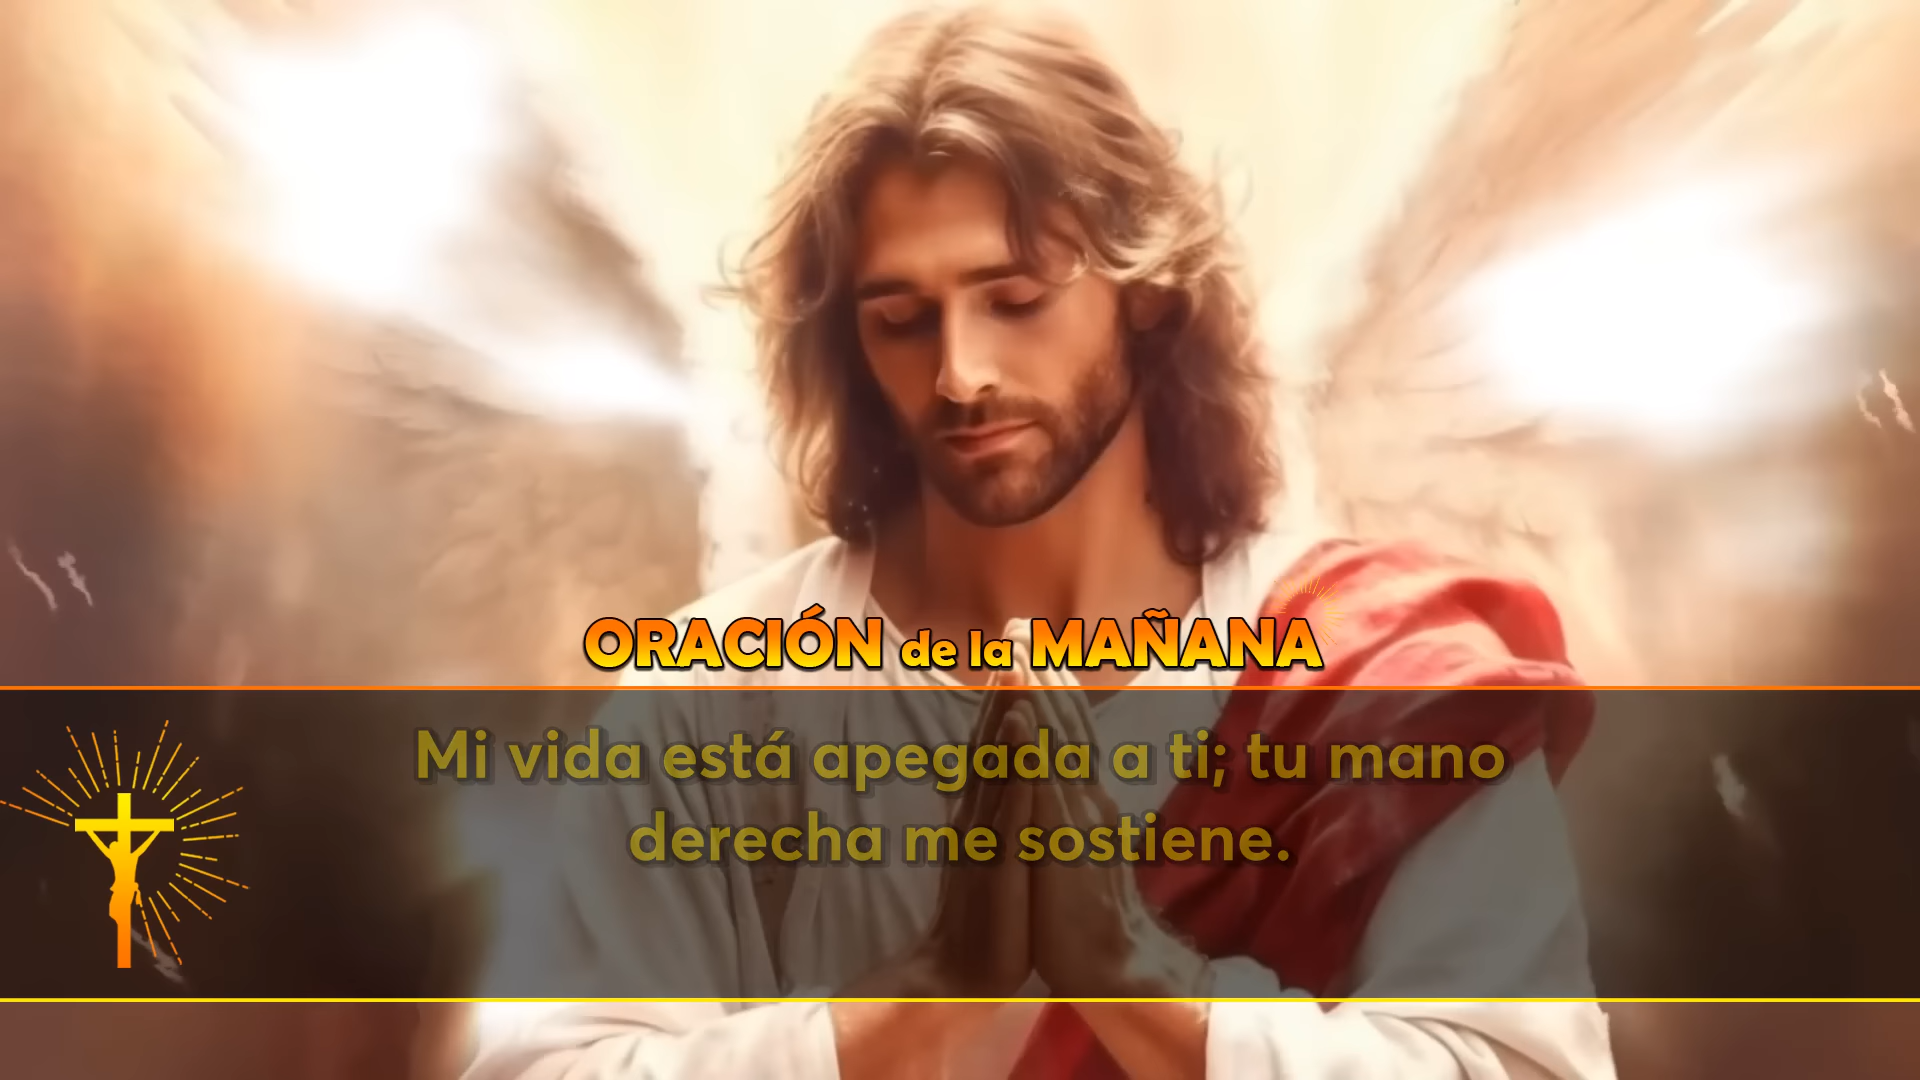 ORACIÓN de la MAÑANA
Mi vida está apegada a ti; tu mano
derecha me sostiene.